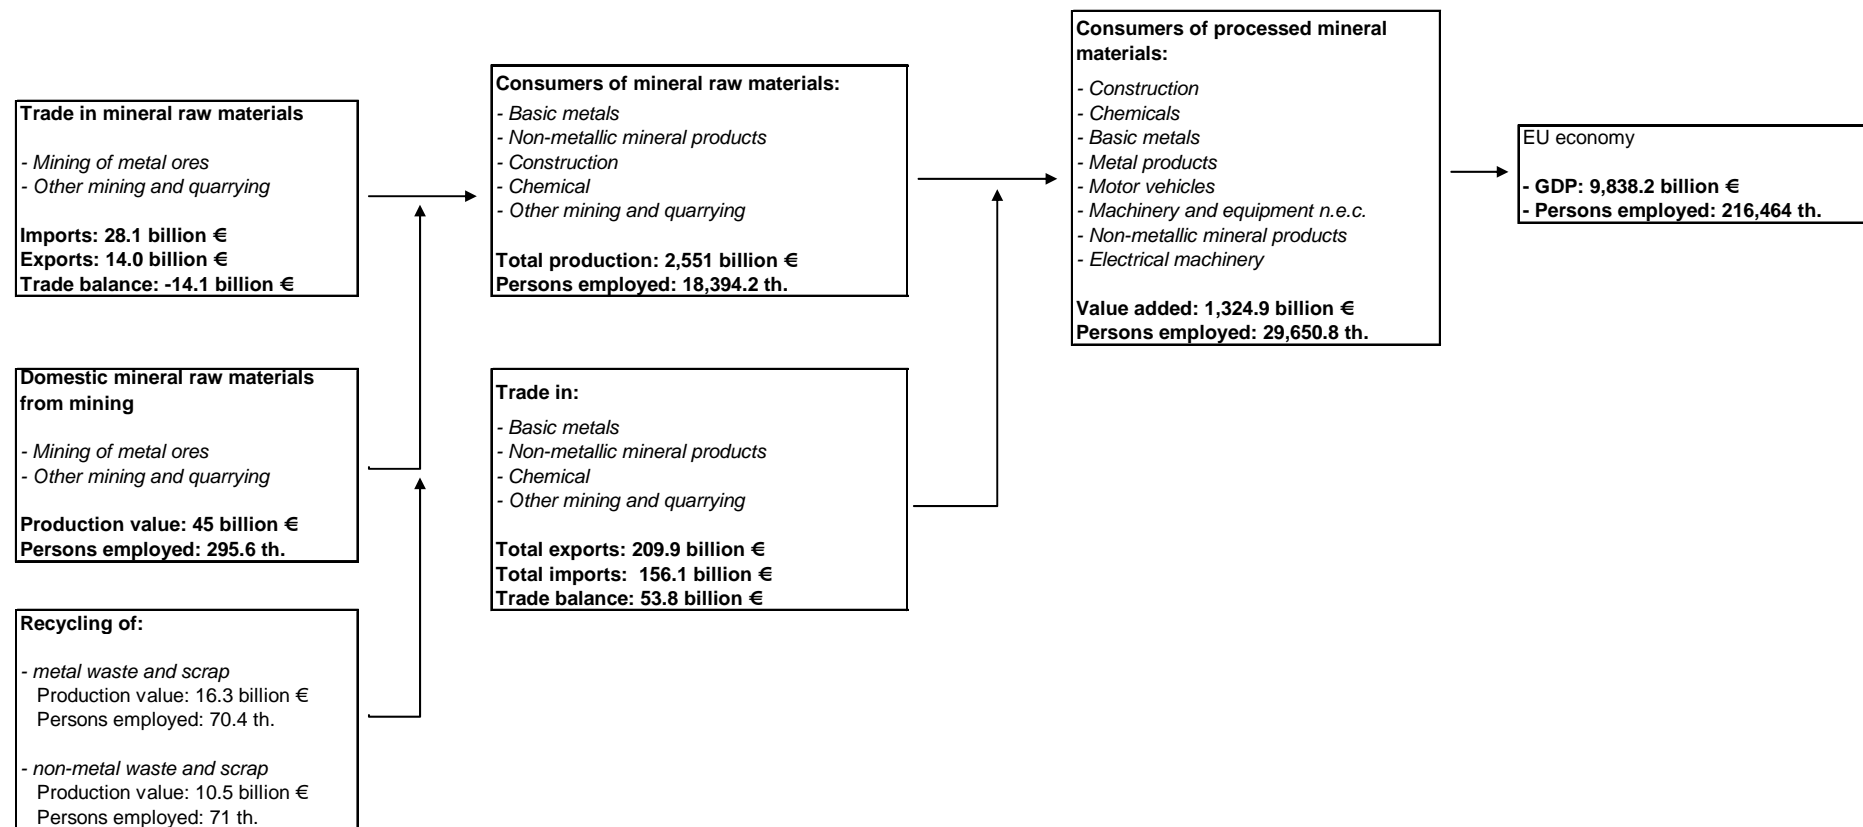 Trade in mineral raw materials
- Mining of metal ores
- Other mining and quarrying
Imports: 28.1 billion €
Exports: 14.0 billion €
Trade balance: -14.1 billion €
Domestic mineral raw materials
from mining
- Mining of metal ores
- Other mining and quarrying
Production value: 45 billion €
Persons employed: 295.6 th.
Recycling of:
- metal waste and scrap
Production value: 16.3 billion €
Persons employed: 70.4 th.
- non-metal waste and scrap
Production value: 10.5 billion €
Persons employed: 71 th.
Consumers of mineral raw materials:
- Basic metals
- Non-metallic mineral products
- Construction
- Chemical
- Other mining and quarrying
Total production: 2,551 billion €
Persons employed: 18,394.2 th.
Trade in:
- Basic metals
- Non-metallic mineral products
- Chemical
- Other mining and quarrying
Total exports: 209.9 billion €
Total imports:  156.1 billion €
Trade balance: 53.8 billion €
Consumers of processed mineral
materials:
- Construction
- Chemicals
- Basic metals
- Metal products
- Motor vehicles
- Machinery and equipment n.e.c.
- Non-metallic mineral products
- Electrical machinery
Value added: 1,324.9 billion €
Persons employed: 29,650.8 th.
EU economy
- GDP: 9,838.2 billion €
- Persons employed: 216,464 th.